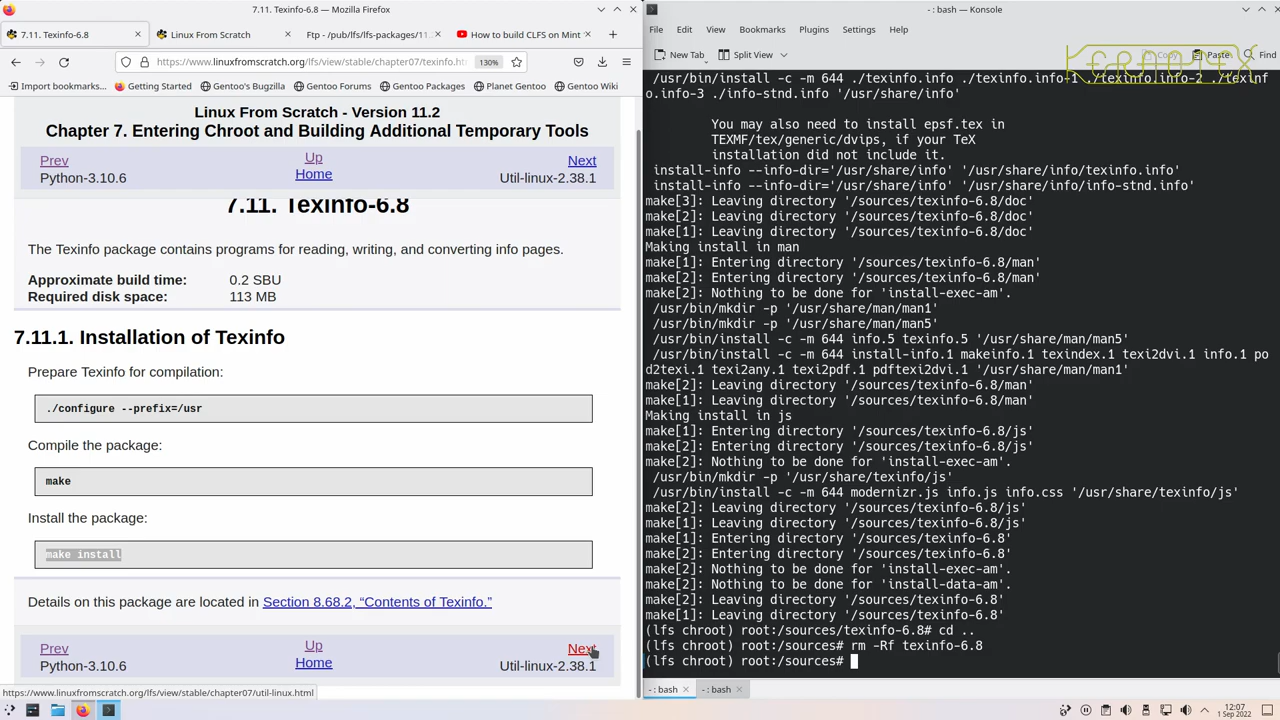 7.11. Texinfo-6.8 — Mozilla Firefox
7.11. Texinfo-6.8
Linux From Scratch
Ftp - /pub/lfs/lfs-packages/11.
How to build CLFS on Mint
https://www.linuxfromscratch.org/lfs/view/stable/chapter07/texinfo.h
130%
Import bookmarks...
Getting Started
Gentoo's Bugzilla
Gentoo Forums
Gentoo Packages
Planet Gentoo
Gentoo Wiki
Linux From Scratch - Version 11.2
Chapter 7. Entering Chroot and Building Additional Temporary Tools
Prev
Up
Next
Python-3.10.6
Home
Util-linux-2.38.1
7.11. Texinfo-6.8
The Texinfo package contains programs for reading, writing, and converting info pages.
Approximate build time: 0.2 SBU
Required disk space: 113 MB
7.11.1. Installation of Texinfo
Prepare Texinfo for compilation:
./configure --prefix=/usr
Compile the package:
make
Install the package:
make install
Details on this package are located in Section 8.68.2, “Contents of Texinfo.”
Prev
Up
Next
Python-3.10.6
Home
Util-linux-2.38.1
https://www.linuxfromscratch.org/lfs/view/stable/chapter07/util-linux.html
- : bash — Konsole
File Edit View Bookmarks Plugins Settings Help
New Tab
Split View
Copy
Paste
Find
KERNOTEX
/usr/bin/install -c -m 644 ./texinfo.info ./texinfo.info-1 ./texinfo.info-2 ./texinf
o.info-3 ./info-stnd.info '/usr/share/info'
You may also need to install epsf.tex in
TEXMF/tex/generic/dvips, if your TeX
installation did not include it.
install-info --info-dir='/usr/share/info' '/usr/share/info/texinfo.info'
install-info --info-dir='/usr/share/info' '/usr/share/info/info-stnd.info'
make[3]: Leaving directory '/sources/texinfo-6.8/doc'
make[2]: Leaving directory '/sources/texinfo-6.8/doc'
make[1]: Leaving directory '/sources/texinfo-6.8/doc'
Making install in man
make[1]: Entering directory '/sources/texinfo-6.8/man'
make[2]: Entering directory '/sources/texinfo-6.8/man'
make[2]: Nothing to be done for 'install-exec-am'.
/usr/bin/mkdir -p '/usr/share/man/man1'
/usr/bin/mkdir -p '/usr/share/man/man5'
/usr/bin/install -c -m 644 info.5 texinfo.5 '/usr/share/man/man5'
/usr/bin/install -c -m 644 install-info.1 makeinfo.1 texindex.1 texi2dvi.1 info.1 po
d2texi.1 texi2any.1 texi2pdf.1 pdftexi2dvi.1 '/usr/share/man/man1'
make[2]: Leaving directory '/sources/texinfo-6.8/man'
make[1]: Leaving directory '/sources/texinfo-6.8/man'
Making install in js
make[1]: Entering directory '/sources/texinfo-6.8/js'
make[2]: Entering directory '/sources/texinfo-6.8/js'
make[2]: Nothing to be done for 'install-exec-am'.
/usr/bin/mkdir -p '/usr/share/texinfo/js'
/usr/bin/install -c -m 644 modernizr.js info.js info.css '/usr/share/texinfo/js'
make[2]: Leaving directory '/sources/texinfo-6.8/js'
make[1]: Leaving directory '/sources/texinfo-6.8/js'
make[1]: Entering directory '/sources/texinfo-6.8'
make[2]: Entering directory '/sources/texinfo-6.8'
make[2]: Nothing to be done for 'install-exec-am'.
make[2]: Nothing to be done for 'install-data-am'.
make[2]: Leaving directory '/sources/texinfo-6.8'
make[1]: Leaving directory '/sources/texinfo-6.8'
(lfs chroot) root:/sources/texinfo-6.8# cd ..
(lfs chroot) root:/sources# rm -Rf texinfo-6.8
(lfs chroot) root:/sources#
- : bash
- : bash
12:07
1 Sep 2022